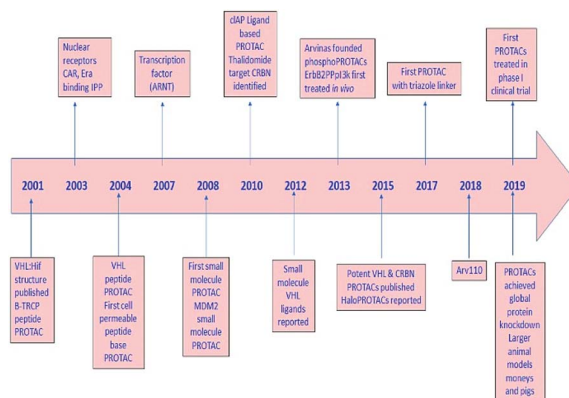 Nuclear
receptors
CAR, Era
binding IPP
Transcription
factor
(ARNT)
cIAP Ligand
based
PROTAC
Thalidomide
target CRBN
identified
Arvinas founded
phosphoPROTACs
ErbB2PPpI3k first
treated in vivo
First PROTAC
with triazole linker
First
PROTACs
treated in
phase I
clinical trial
2001 2003 2004 2007 2008 2010 2012 2013 2015 2017 2018 2019
VHL:Hif
structure
published
B-TRCP
peptide
PROTAC
VHL
peptide
PROTAC
First cell
permeable
peptide
base PROTAC
First small
molecule
PROTAC
MDM2
small
molecule
PROTAC
Small
molecule
VHL
ligands
reported
Potent VHL & CRBN
PROTACs published
HaloPROTACs reported
Arv110
PROTACs
achieved
global
protein
knockdown
Larger
animal
models
moneys
and pigs